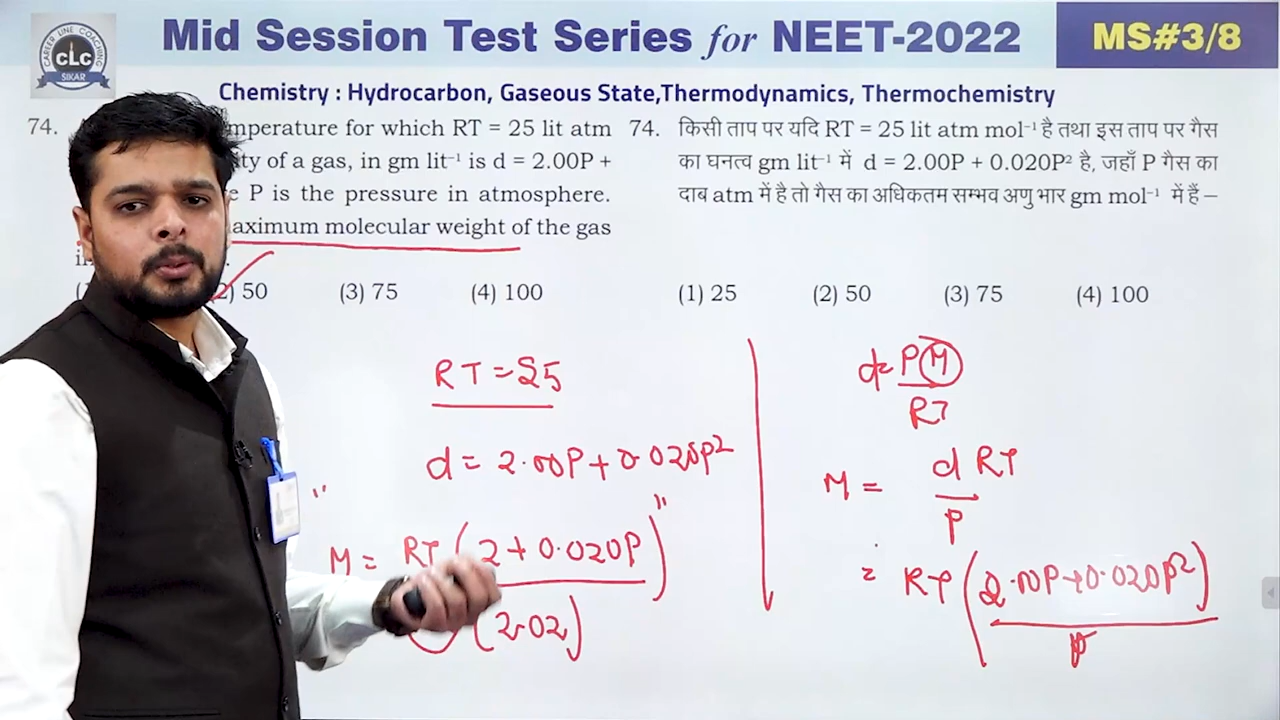 CAREER LINE COACHING
CLC
SIKAR
Mid Session Test Series for NEET-2022
MS#3/8
Chemistry : Hydrocarbon, Gaseous State,Thermodynamics, Thermochemistry
74.
mperature for which RT = 25 lit atm
ty of a gas, in gm lit⁻¹ is d = 2.00P +
e P is the pressure in atmosphere.
aximum molecular weight of the gas
(2) 50 (3) 75 (4) 100
74. किसी ताप पर यदि RT = 25 lit atm mol⁻¹ है तथा इस ताप पर गैस
का घनत्व gm lit⁻¹ में d = 2.00P + 0.020P² है, जहाँ P गैस का
दाब atm में है तो गैस का अधिकतम सम्भव अणु भार gm mol⁻¹ में हैं –
(1) 25 (2) 50 (3) 75 (4) 100
RT = 25
d = 2.00P + 0.020P²
M = RT (2 + 0.020P)
(2.02)
d = PM
RT
M = d RT
P
= RT (2.00P + 0.020P²)
P